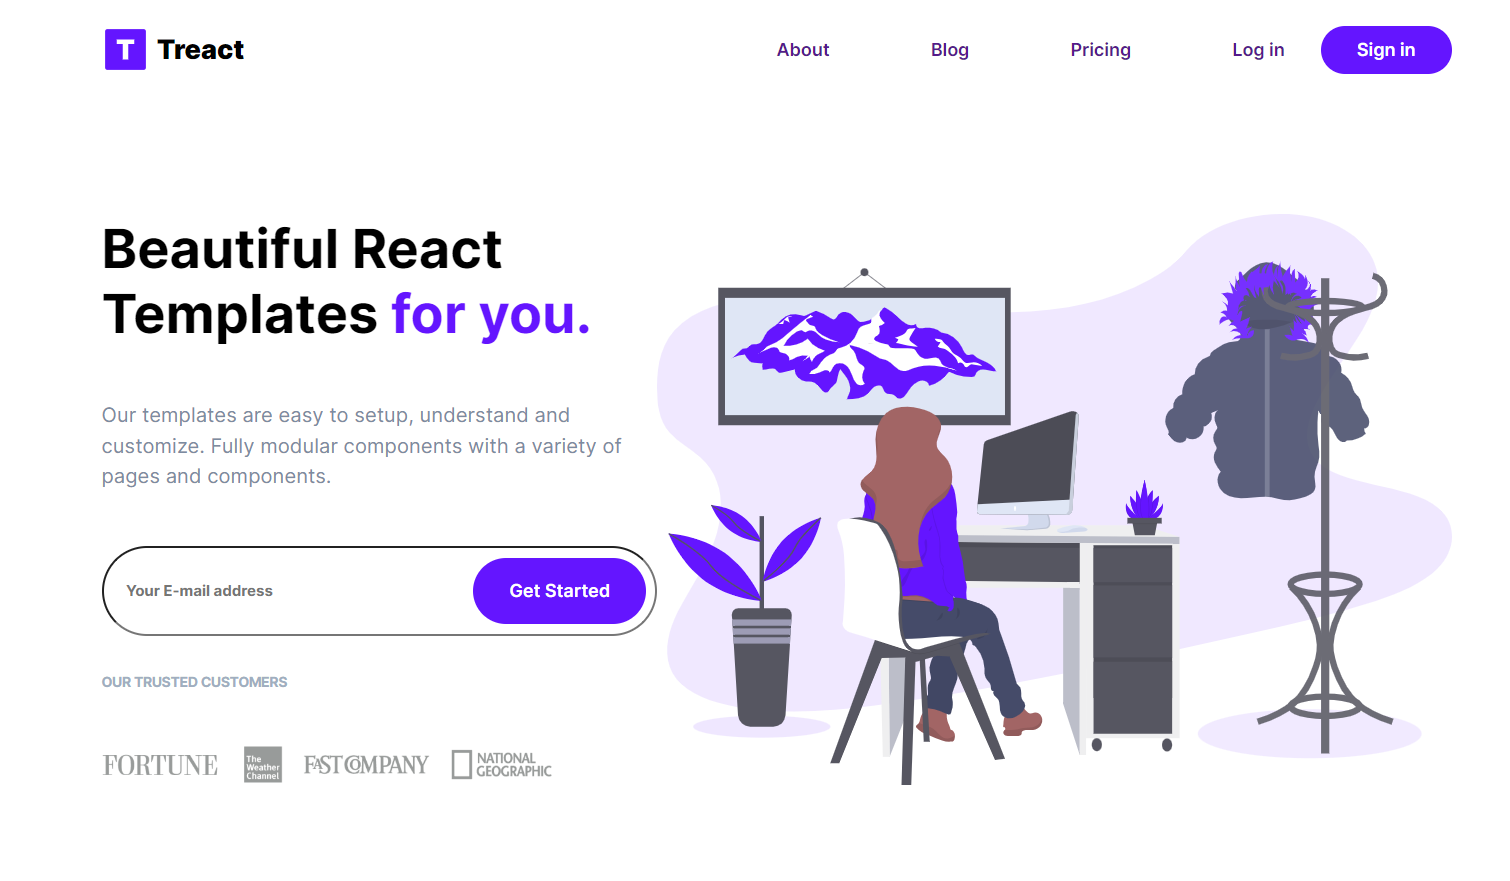 T Treact
About Blog Pricing Log in Sign in
Beautiful React
Templates for you.
Our templates are easy to setup, understand and
customize. Fully modular components with a variety of
pages and components.
Your E-mail address Get Started
OUR TRUSTED CUSTOMERS
FORTUNE
The
Weather
Channel
FAST COMPANY
NATIONAL
GEOGRAPHIC